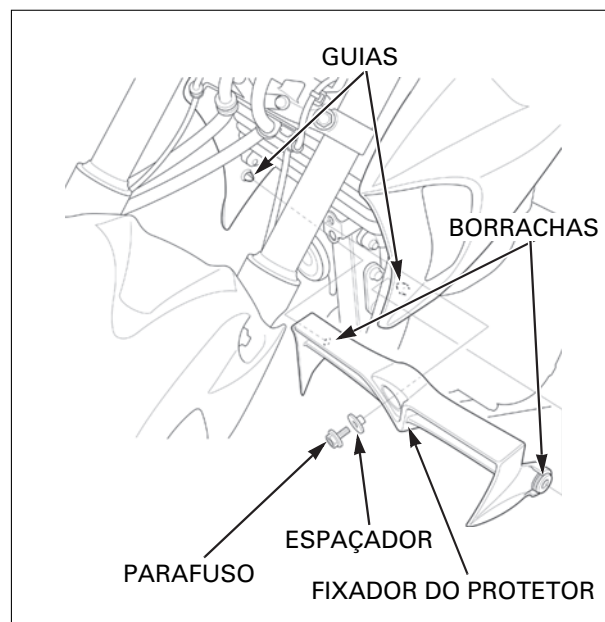 GUIAS
BORRACHAS
ESPAÇADOR
PARAFUSO
FIXADOR DO PROTETOR